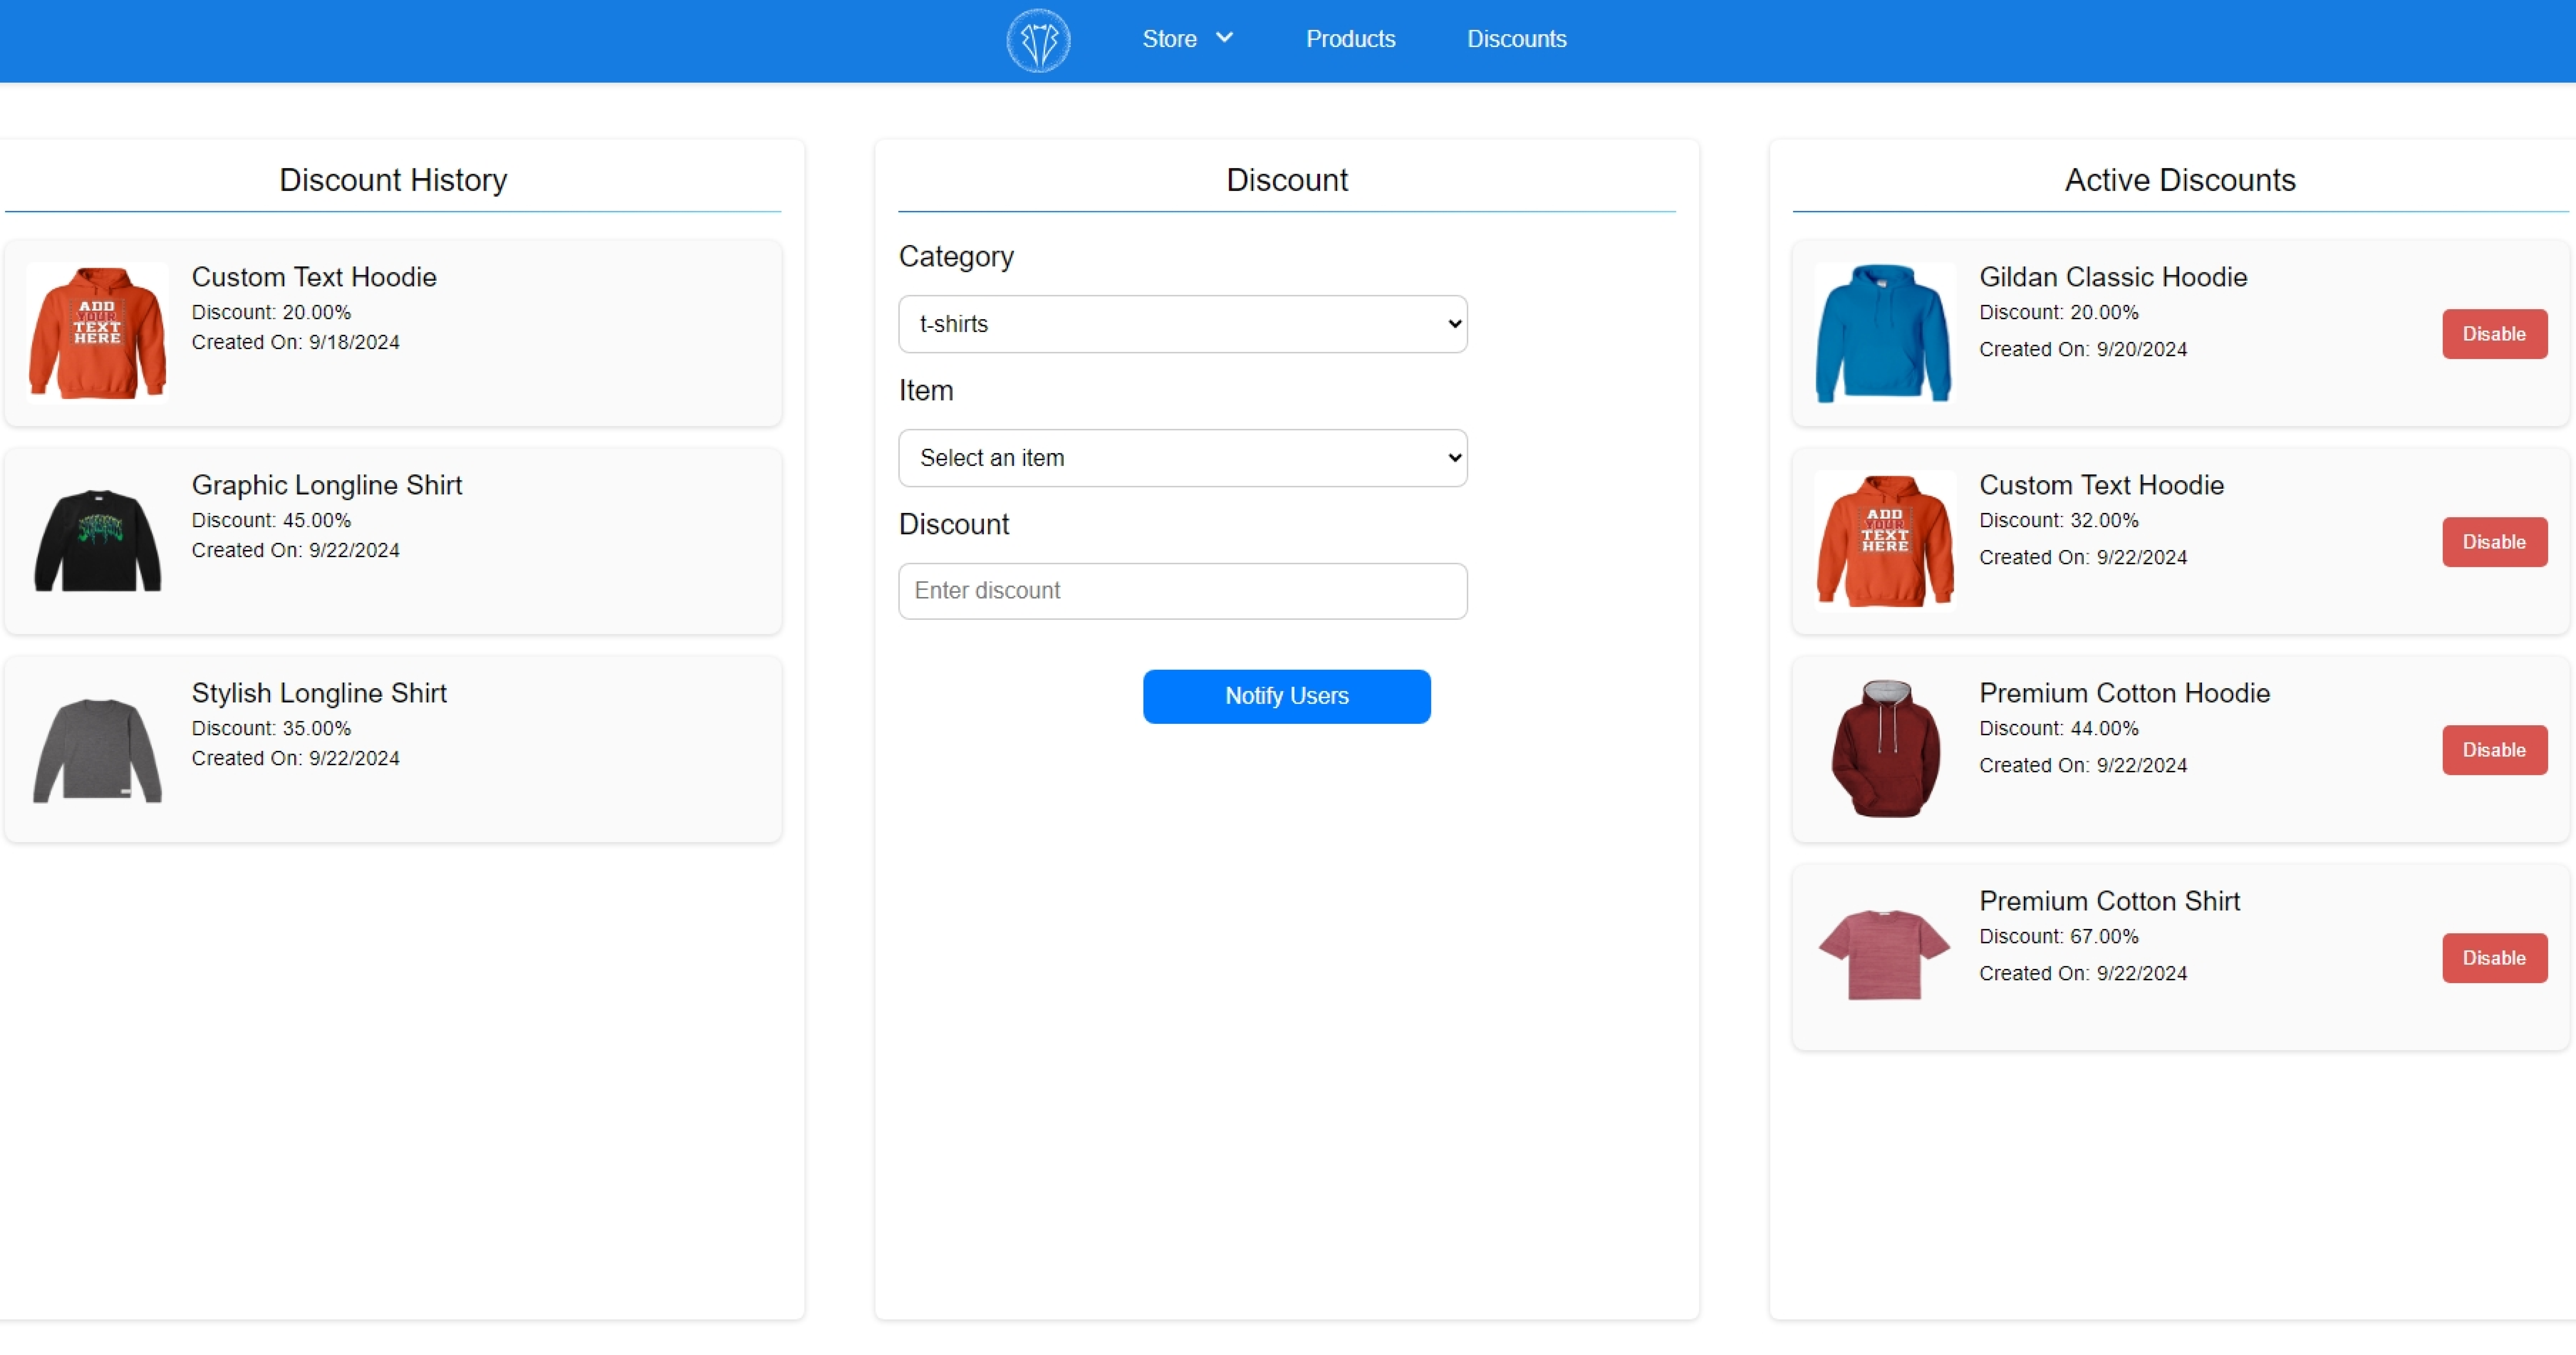 Store
Products
Discounts
Discount History
Custom Text Hoodie
Discount: 20.00%
Created On: 9/18/2024
ADD
YOUR
TEXT
HERE
Graphic Longline Shirt
Discount: 45.00%
Created On: 9/22/2024
Stylish Longline Shirt
Discount: 35.00%
Created On: 9/22/2024
Discount
Category
t-shirts
Item
Select an item
Discount
Enter discount
Notify Users
Active Discounts
Gildan Classic Hoodie
Discount: 20.00%
Created On: 9/20/2024
Disable
Custom Text Hoodie
Discount: 32.00%
Created On: 9/22/2024
Disable
ADD
YOUR
TEXT
HERE
Premium Cotton Hoodie
Discount: 44.00%
Created On: 9/22/2024
Disable
Premium Cotton Shirt
Discount: 67.00%
Created On: 9/22/2024
Disable